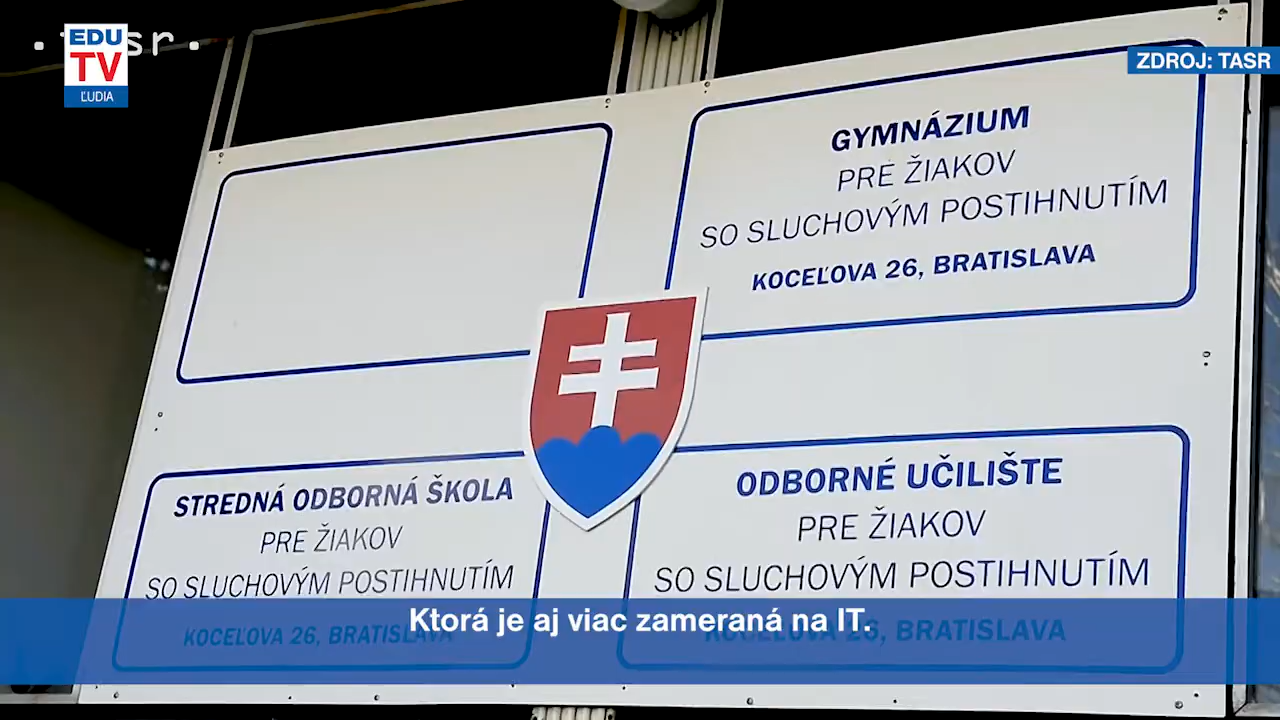 EDU
TV
ĽUDIA
ZDROJ: TASR
GYMNÁZIUM
PRE ŽIAKOV
SO SLUCHOVÝM POSTIHNUTÍM
KOCEĽOVA 26, BRATISLAVA
STREDNÁ ODBORNÁ ŠKOLA
PRE ŽIAKOV
SO SLUCHOVÝM POSTIHNUTÍM
KOCEĽOVA 26, BRATISLAVA
ODBORNÉ UČILIŠTE
PRE ŽIAKOV
SO SLUCHOVÝM POSTIHNUTÍM
KOCEĽOVA 26, BRATISLAVA
Ktorá je aj viac zameraná na IT.